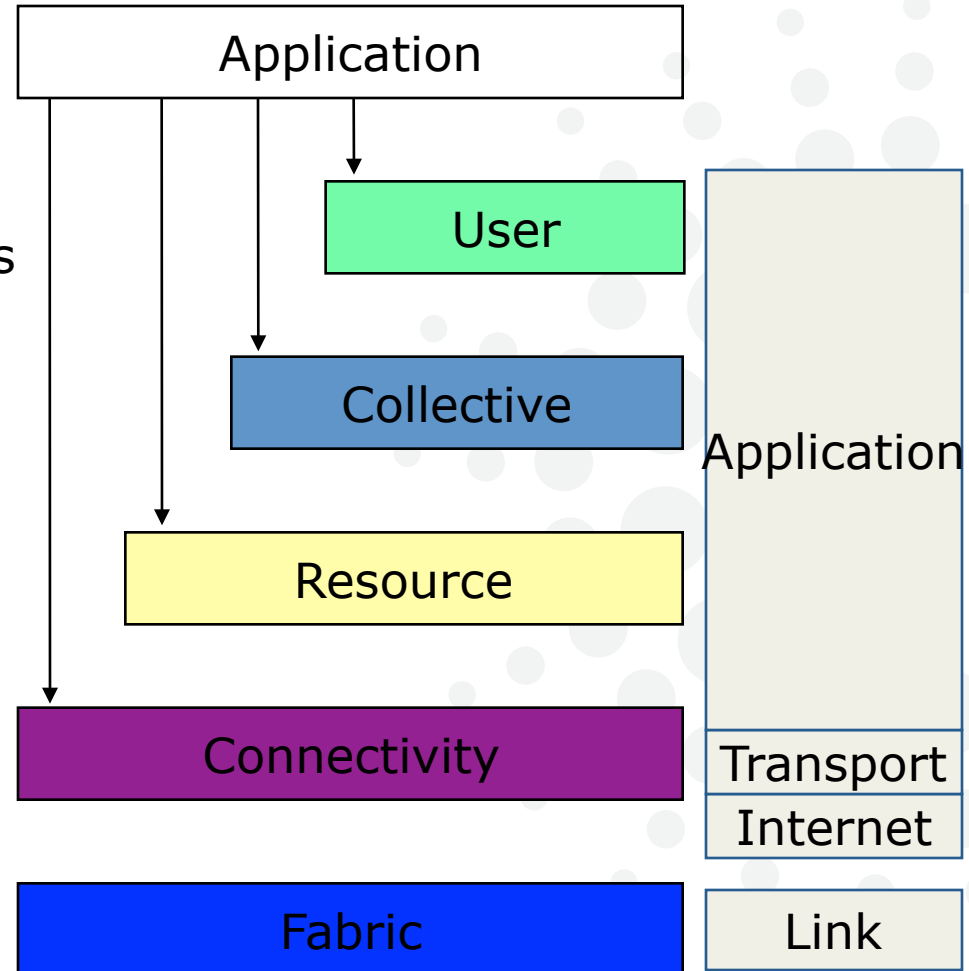 Application
User
s
Collective
Application
Resource
Connectivity
Transport
Internet
Fabric
Link